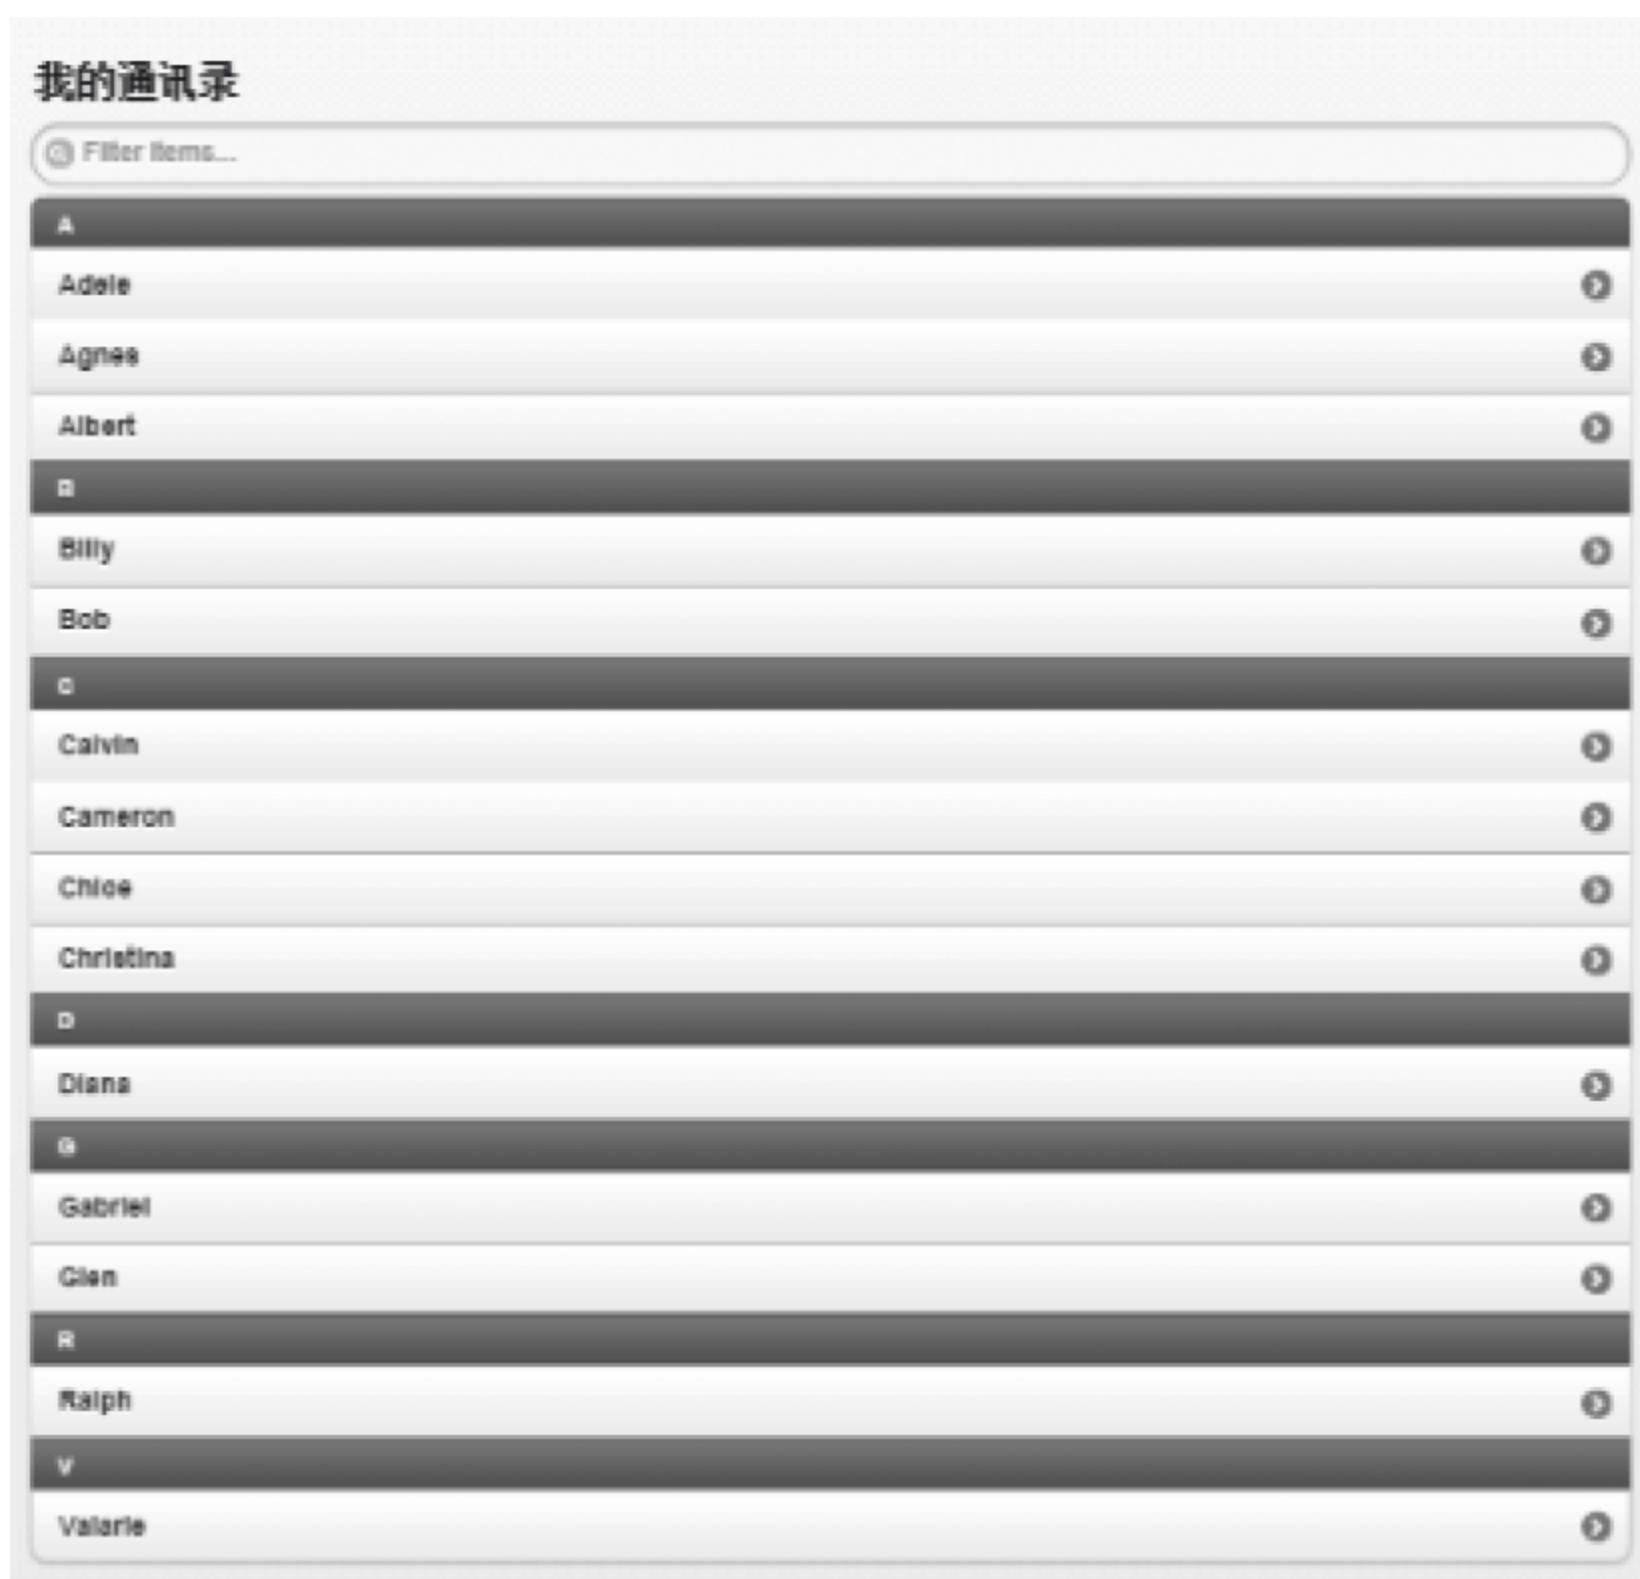 我的通讯录
Filter items...
A
Adele
Agnes
Albert
B
Billy
Bob
C
Calvin
Cameron
Chloe
Christina
D
Diana
G
Gabriel
Glen
R
Ralph
V
Valarie